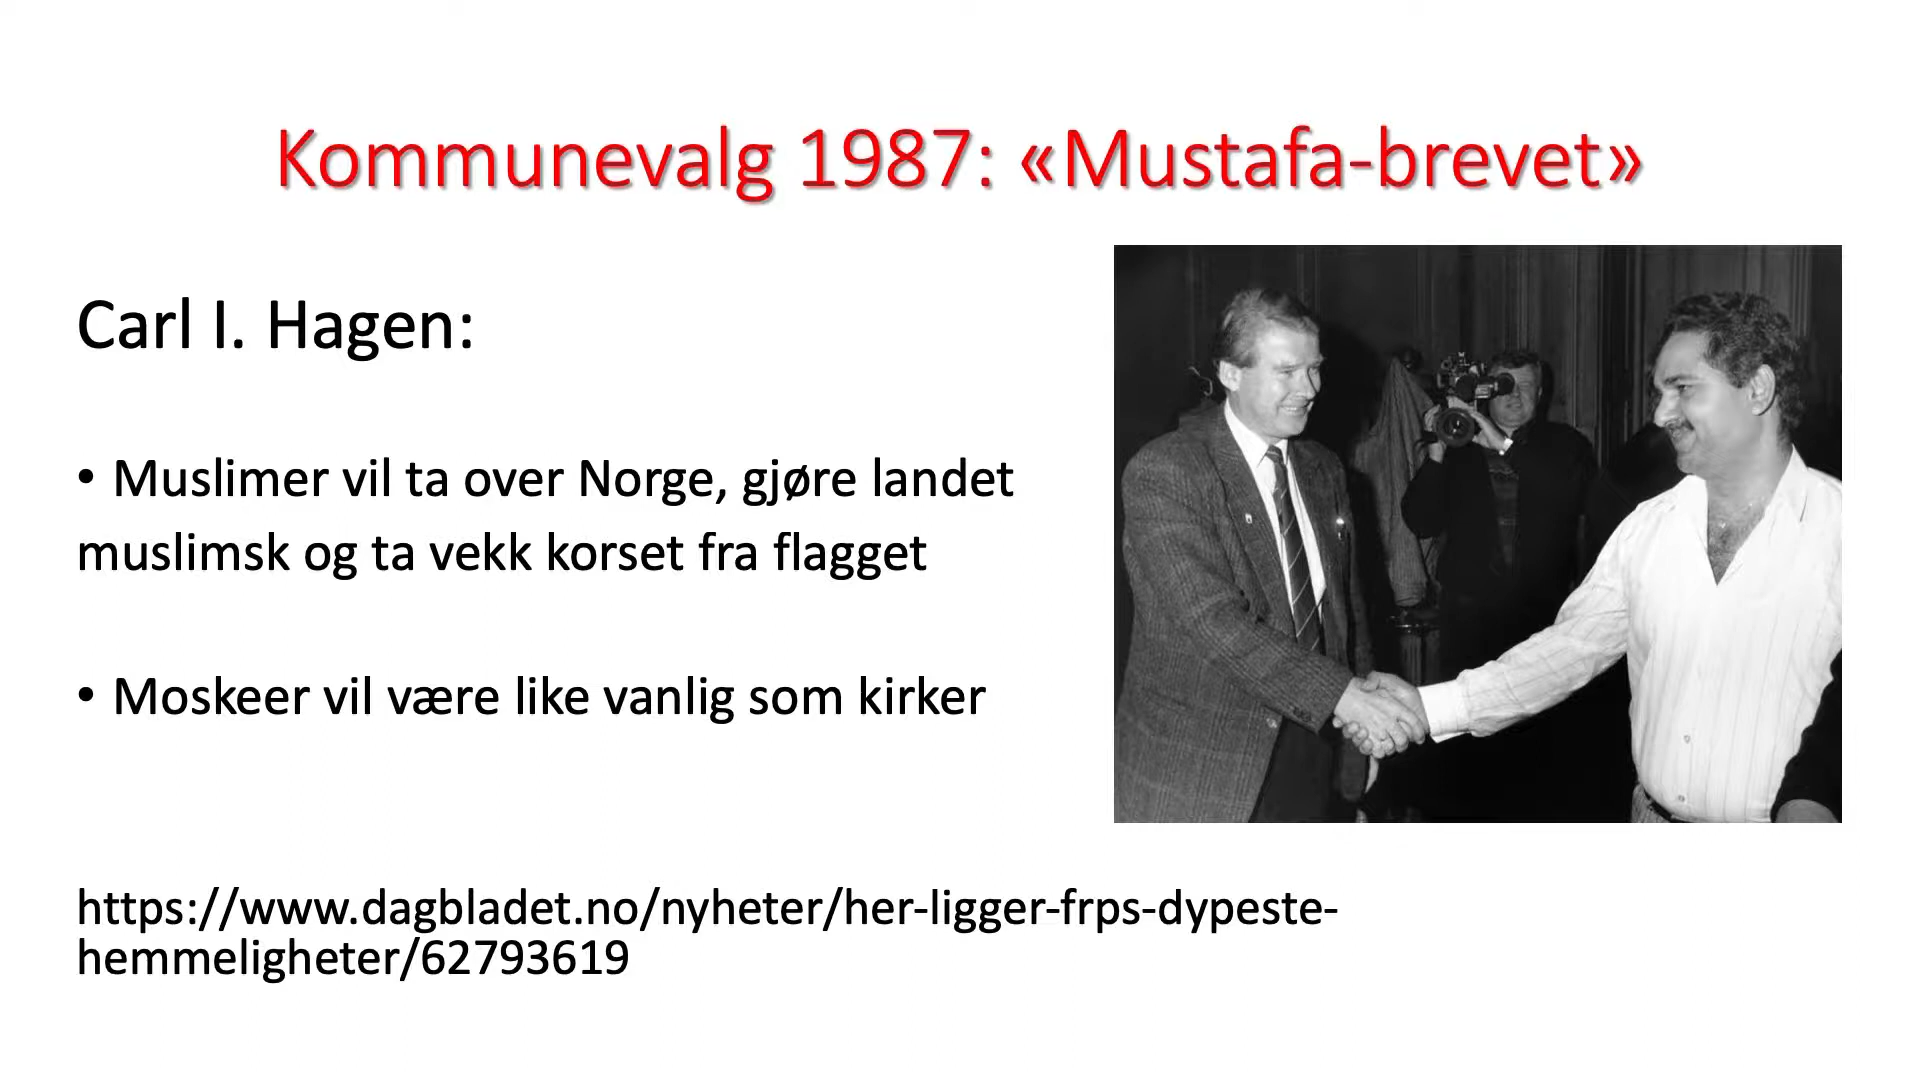 Kommunevalg 1987: «Mustafa-brevet»
Carl I. Hagen:
• Muslimer vil ta over Norge, gjøre landet
muslimsk og ta vekk korset fra flagget
• Moskeer vil være like vanlig som kirker
https://www.dagbladet.no/nyheter/her-ligger-frps-dypeste-
hemmeligheter/62793619